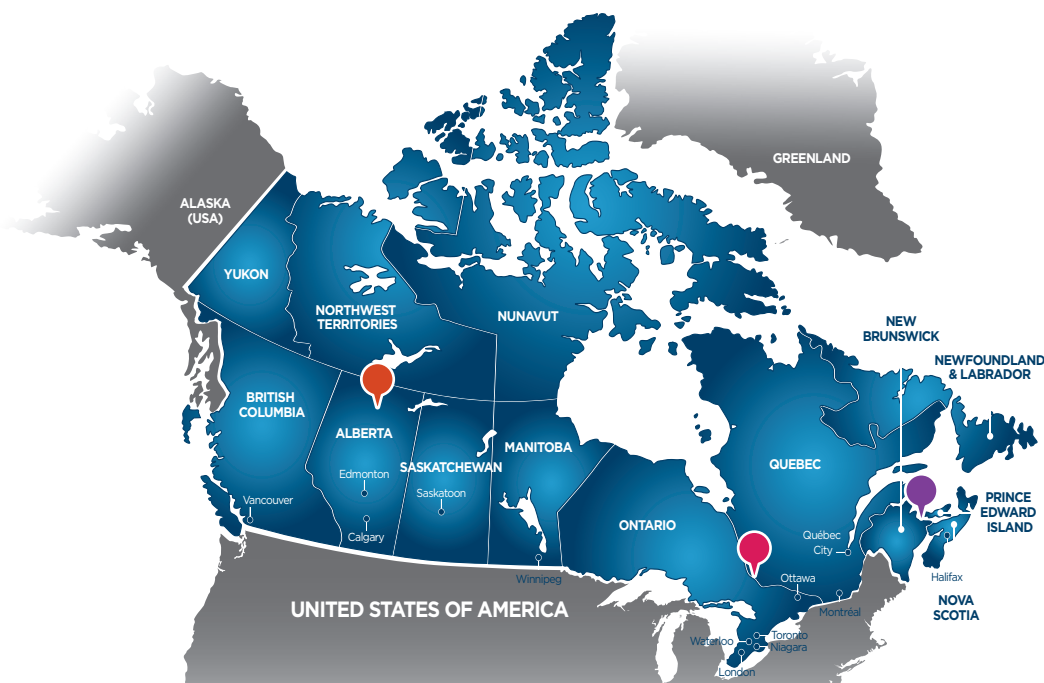 GREENLAND
ALASKA
(USA)
YUKON
NORTHWEST
TERRITORIES
NUNAVUT
NEW
BRUNSWICK
NEWFOUNDLAND
& LABRADOR
BRITISH
COLUMBIA
ALBERTA
MANITOBA
SASKATCHEWAN
QUEBEC
Edmonton
Saskatoon
Vancouver
PRINCE
EDWARD
ISLAND
ONTARIO
Calgary
Québec
City
Winnipeg
Ottawa
Halifax
Montréal
NOVA
SCOTIA
UNITED STATES OF AMERICA
Waterloo
Toronto
Niagara
London